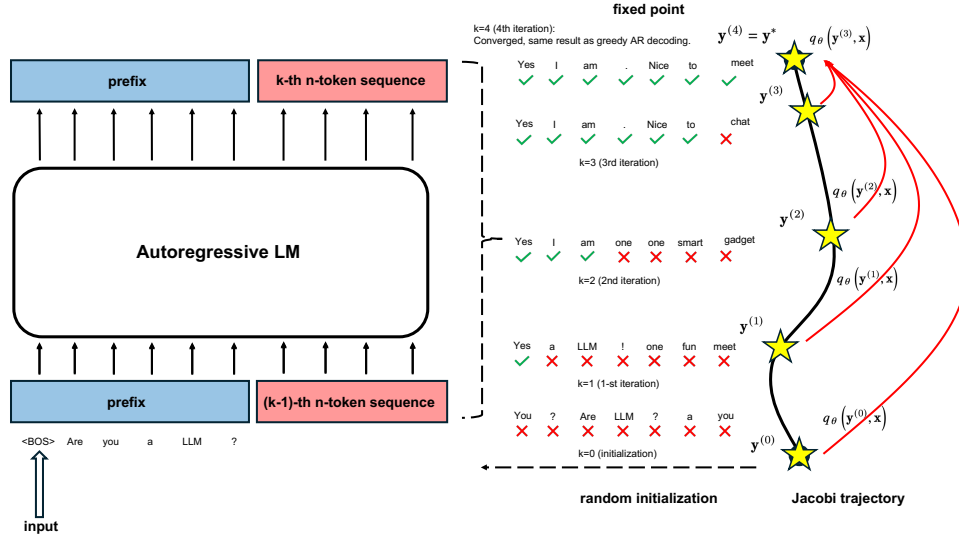 fixed point
k=4 (4th iteration):
Converged, same result as greedy AR decoding.
y^(4) = y*
q_θ (y^(3), x)
Yes I am . Nice to meet
prefix
k-th n-token sequence
y^(3)
Yes I am . Nice to chat
k=3 (3rd iteration)
q_θ (y^(2), x)
y^(2)
Autoregressive LM
Yes I am one one smart gadget
k=2 (2nd iteration)
q_θ (y^(1), x)
y^(1)
Yes a LLM ! one fun meet
k=1 (1-st iteration)
prefix
(k-1)-th n-token sequence
You ? Are LLM ? a you
q_θ (y^(0), x)
<BOS> Are you a LLM ?
k=0 (initialization)
y^(0)
random initialization
Jacobi trajectory
input